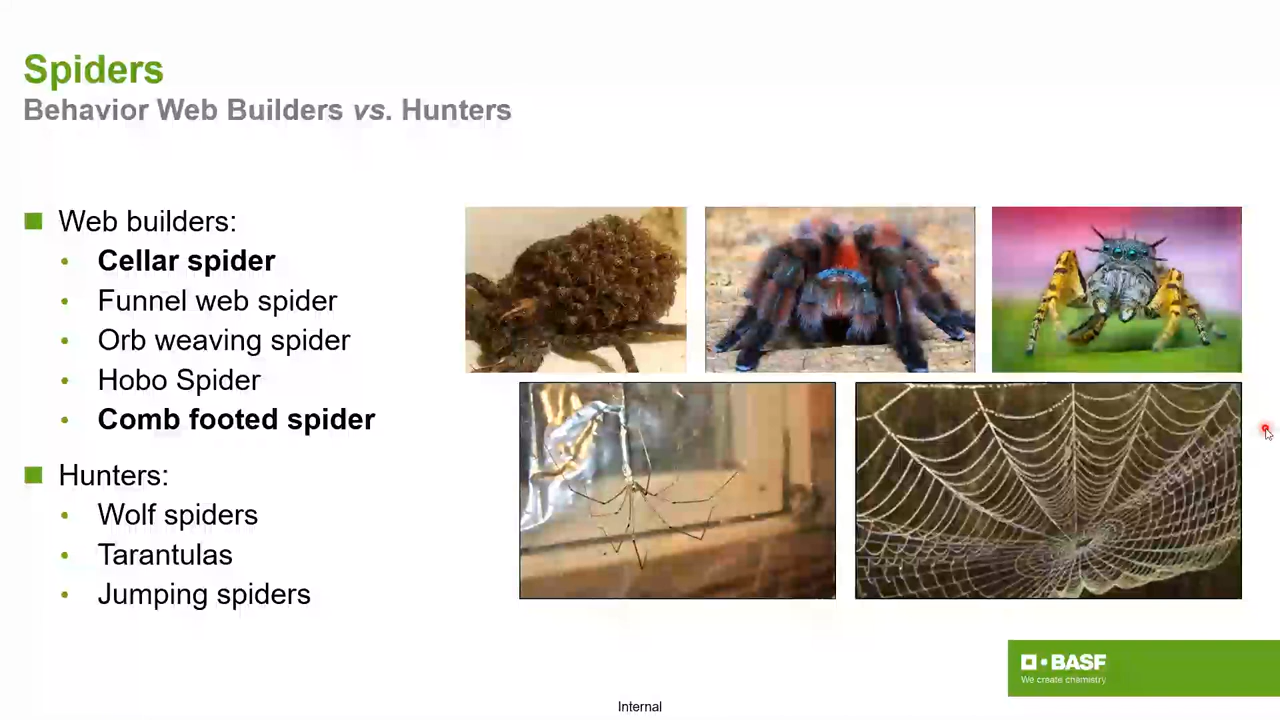 Spiders
Behavior Web Builders vs. Hunters
Web builders:
Cellar spider
Funnel web spider
Orb weaving spider
Hobo Spider
Comb footed spider
Hunters:
Wolf spiders
Tarantulas
Jumping spiders
BASF
We create chemistry
Internal